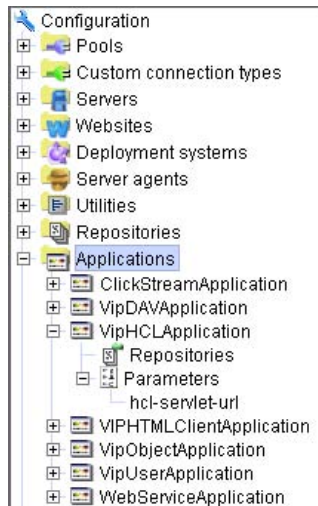 Configuration
Pools
Custom connection types
Servers
Websites
Deployment systems
Server agents
Utilities
Repositories
Applications
ClickStreamApplication
VipDAVApplication
VipHCLApplication
Repositories
Parameters
hcl-servlet-url
VIPHTMLClientApplication
VipObjectApplication
VipUserApplication
WebServiceApplication